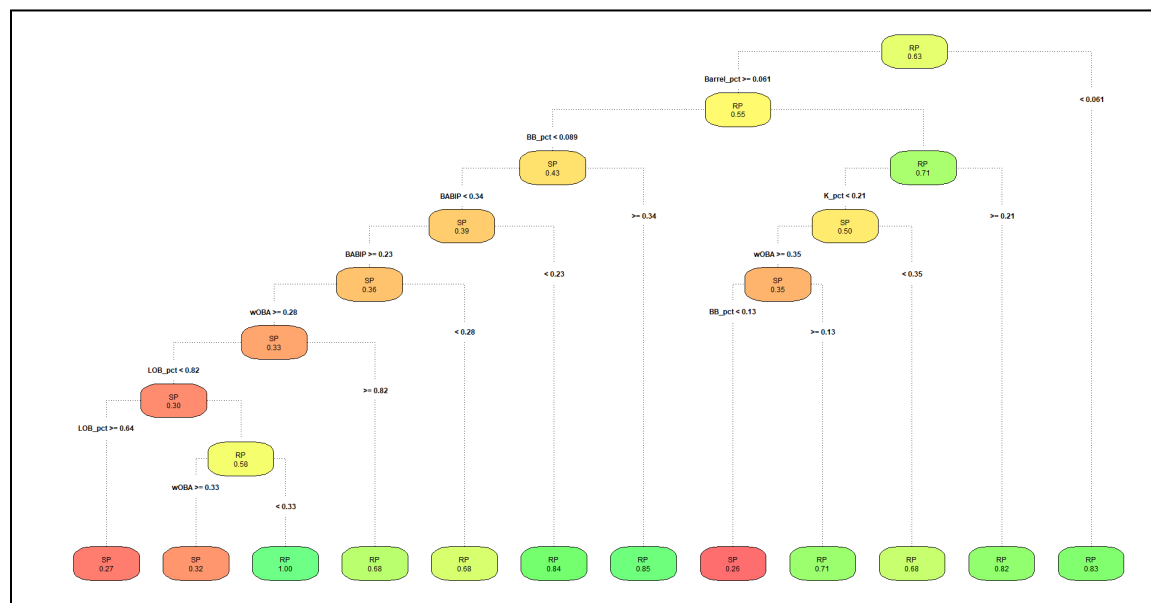 RP
0.63
Barrel_pct >= 0.061
< 0.061
RP
0.55
BB_pct < 0.089
SP
0.43
RP
0.71
BABIP < 0.34
>= 0.34
K_pct < 0.21
>= 0.21
SP
0.39
SP
0.50
BABIP >= 0.23
< 0.23
wOBA >= 0.35
< 0.35
SP
0.36
SP
0.35
wOBA >= 0.28
< 0.28
BB_pct < 0.13
>= 0.13
SP
0.33
LOB_pct < 0.82
>= 0.82
SP
0.30
LOB_pct >= 0.64
RP
0.58
wOBA >= 0.33
< 0.33
SP
0.27
SP
0.32
RP
1.00
RP
0.68
RP
0.68
RP
0.84
RP
0.85
SP
0.26
RP
0.71
RP
0.68
RP
0.82
RP
0.83